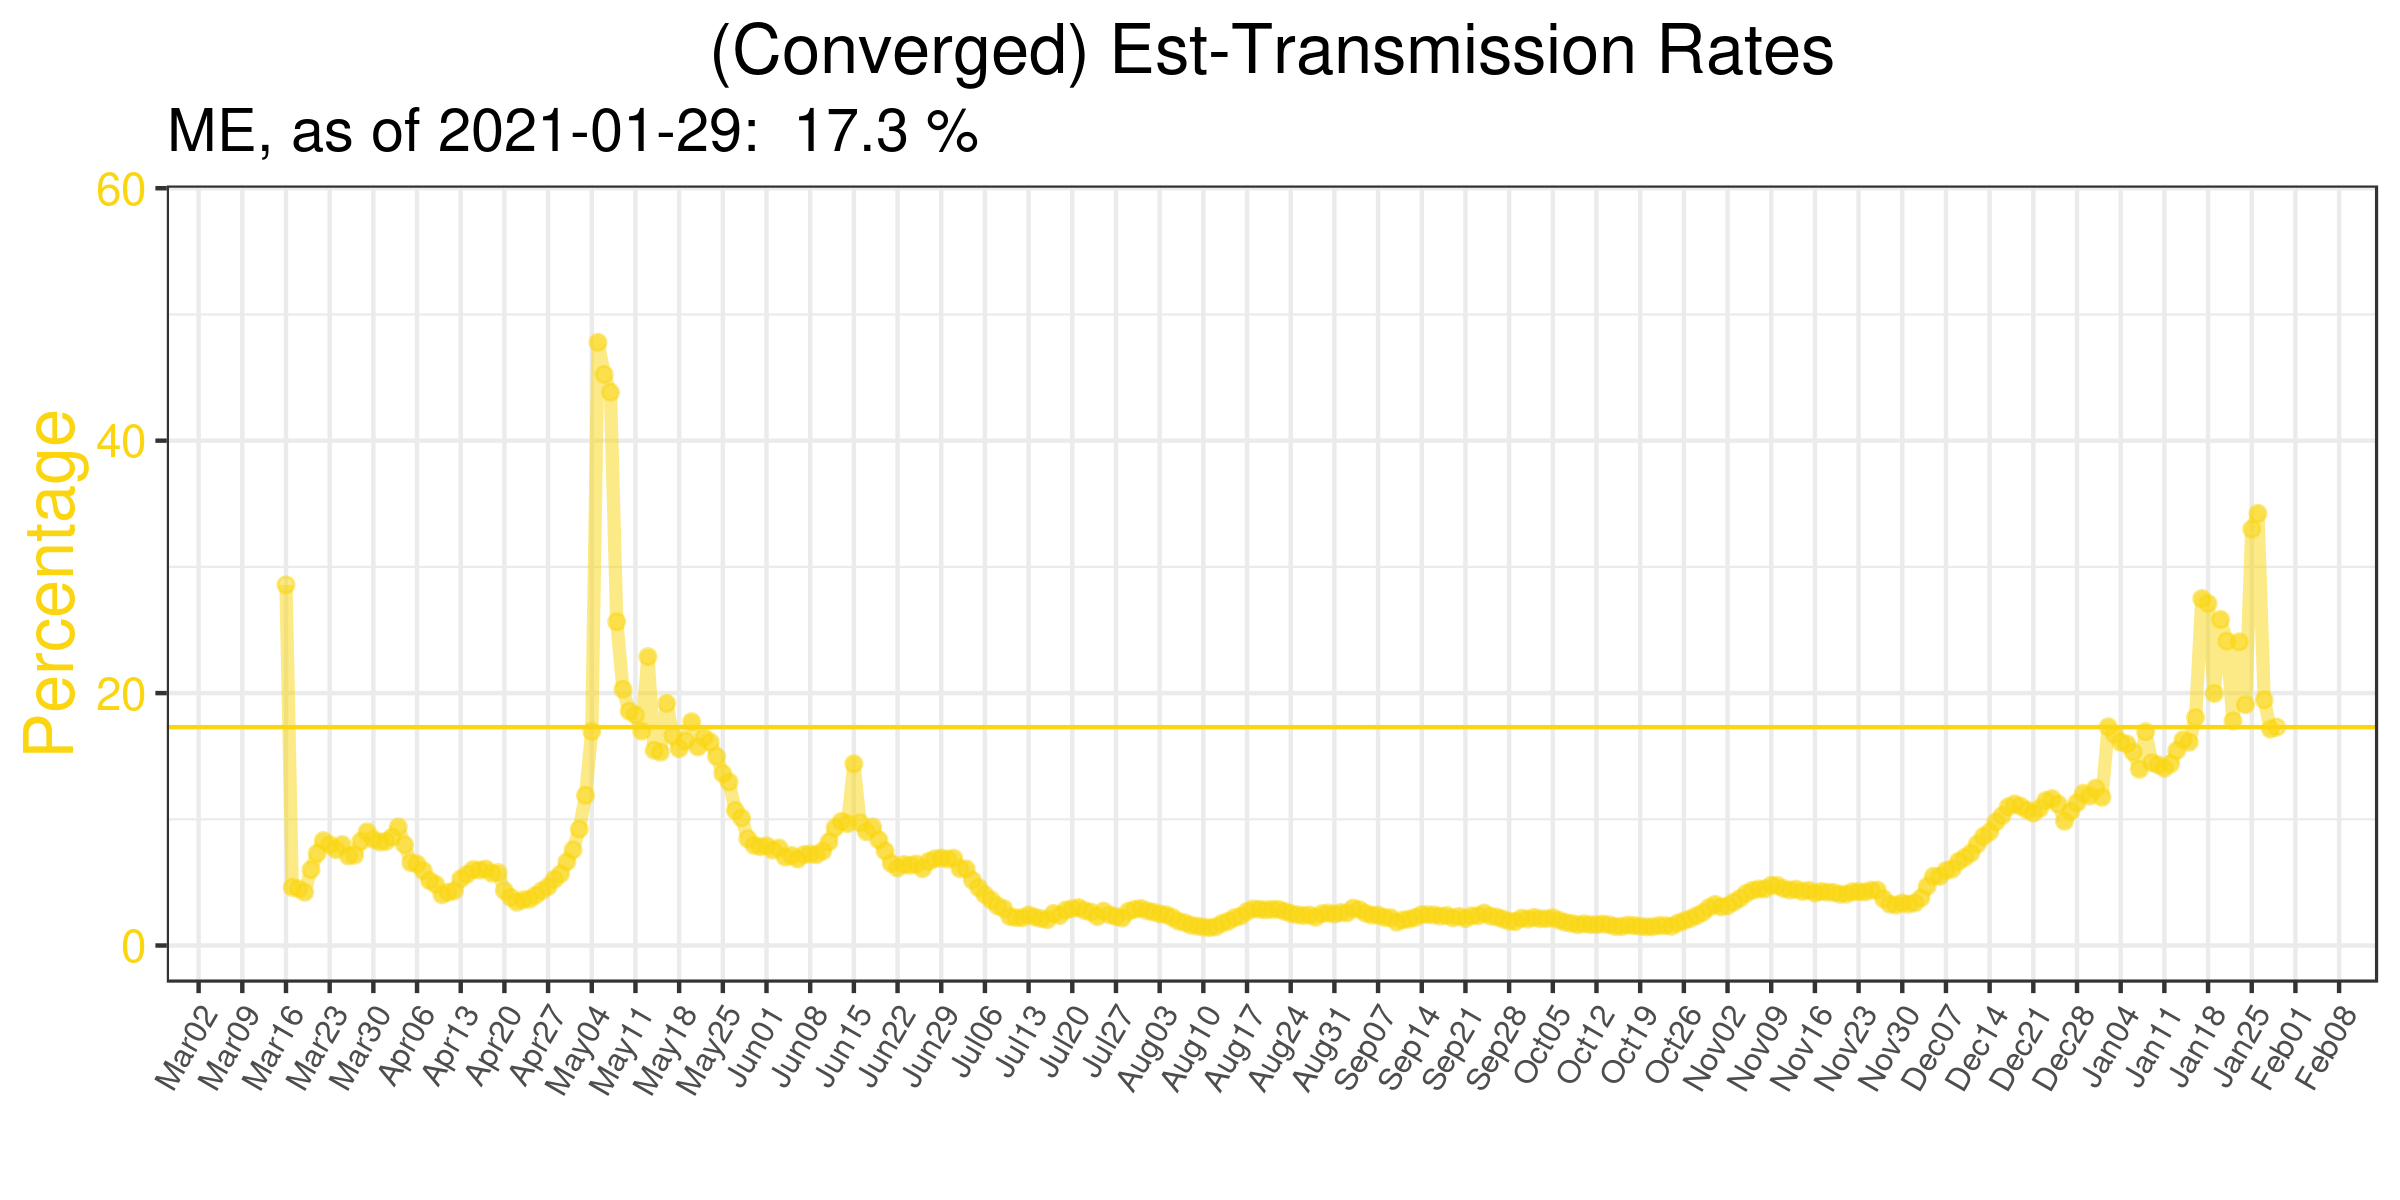 (Converged) Est-Transmission Rates
ME, as of 2021-01-29:  17.3 %
Percentage
60
40
20
0
Mar02 Mar09 Mar16 Mar23 Mar30 Apr06 Apr13 Apr20 Apr27 May04 May11 May18 May25 Jun01 Jun08 Jun15 Jun22 Jun29 Jul06 Jul13 Jul20 Jul27 Aug03 Aug10 Aug17 Aug24 Aug31 Sep07 Sep14 Sep21 Sep28 Oct05 Oct12 Oct19 Oct26 Nov02 Nov09 Nov16 Nov23 Nov30 Dec07 Dec14 Dec21 Dec28 Jan04 Jan11 Jan18 Jan25 Feb01 Feb08